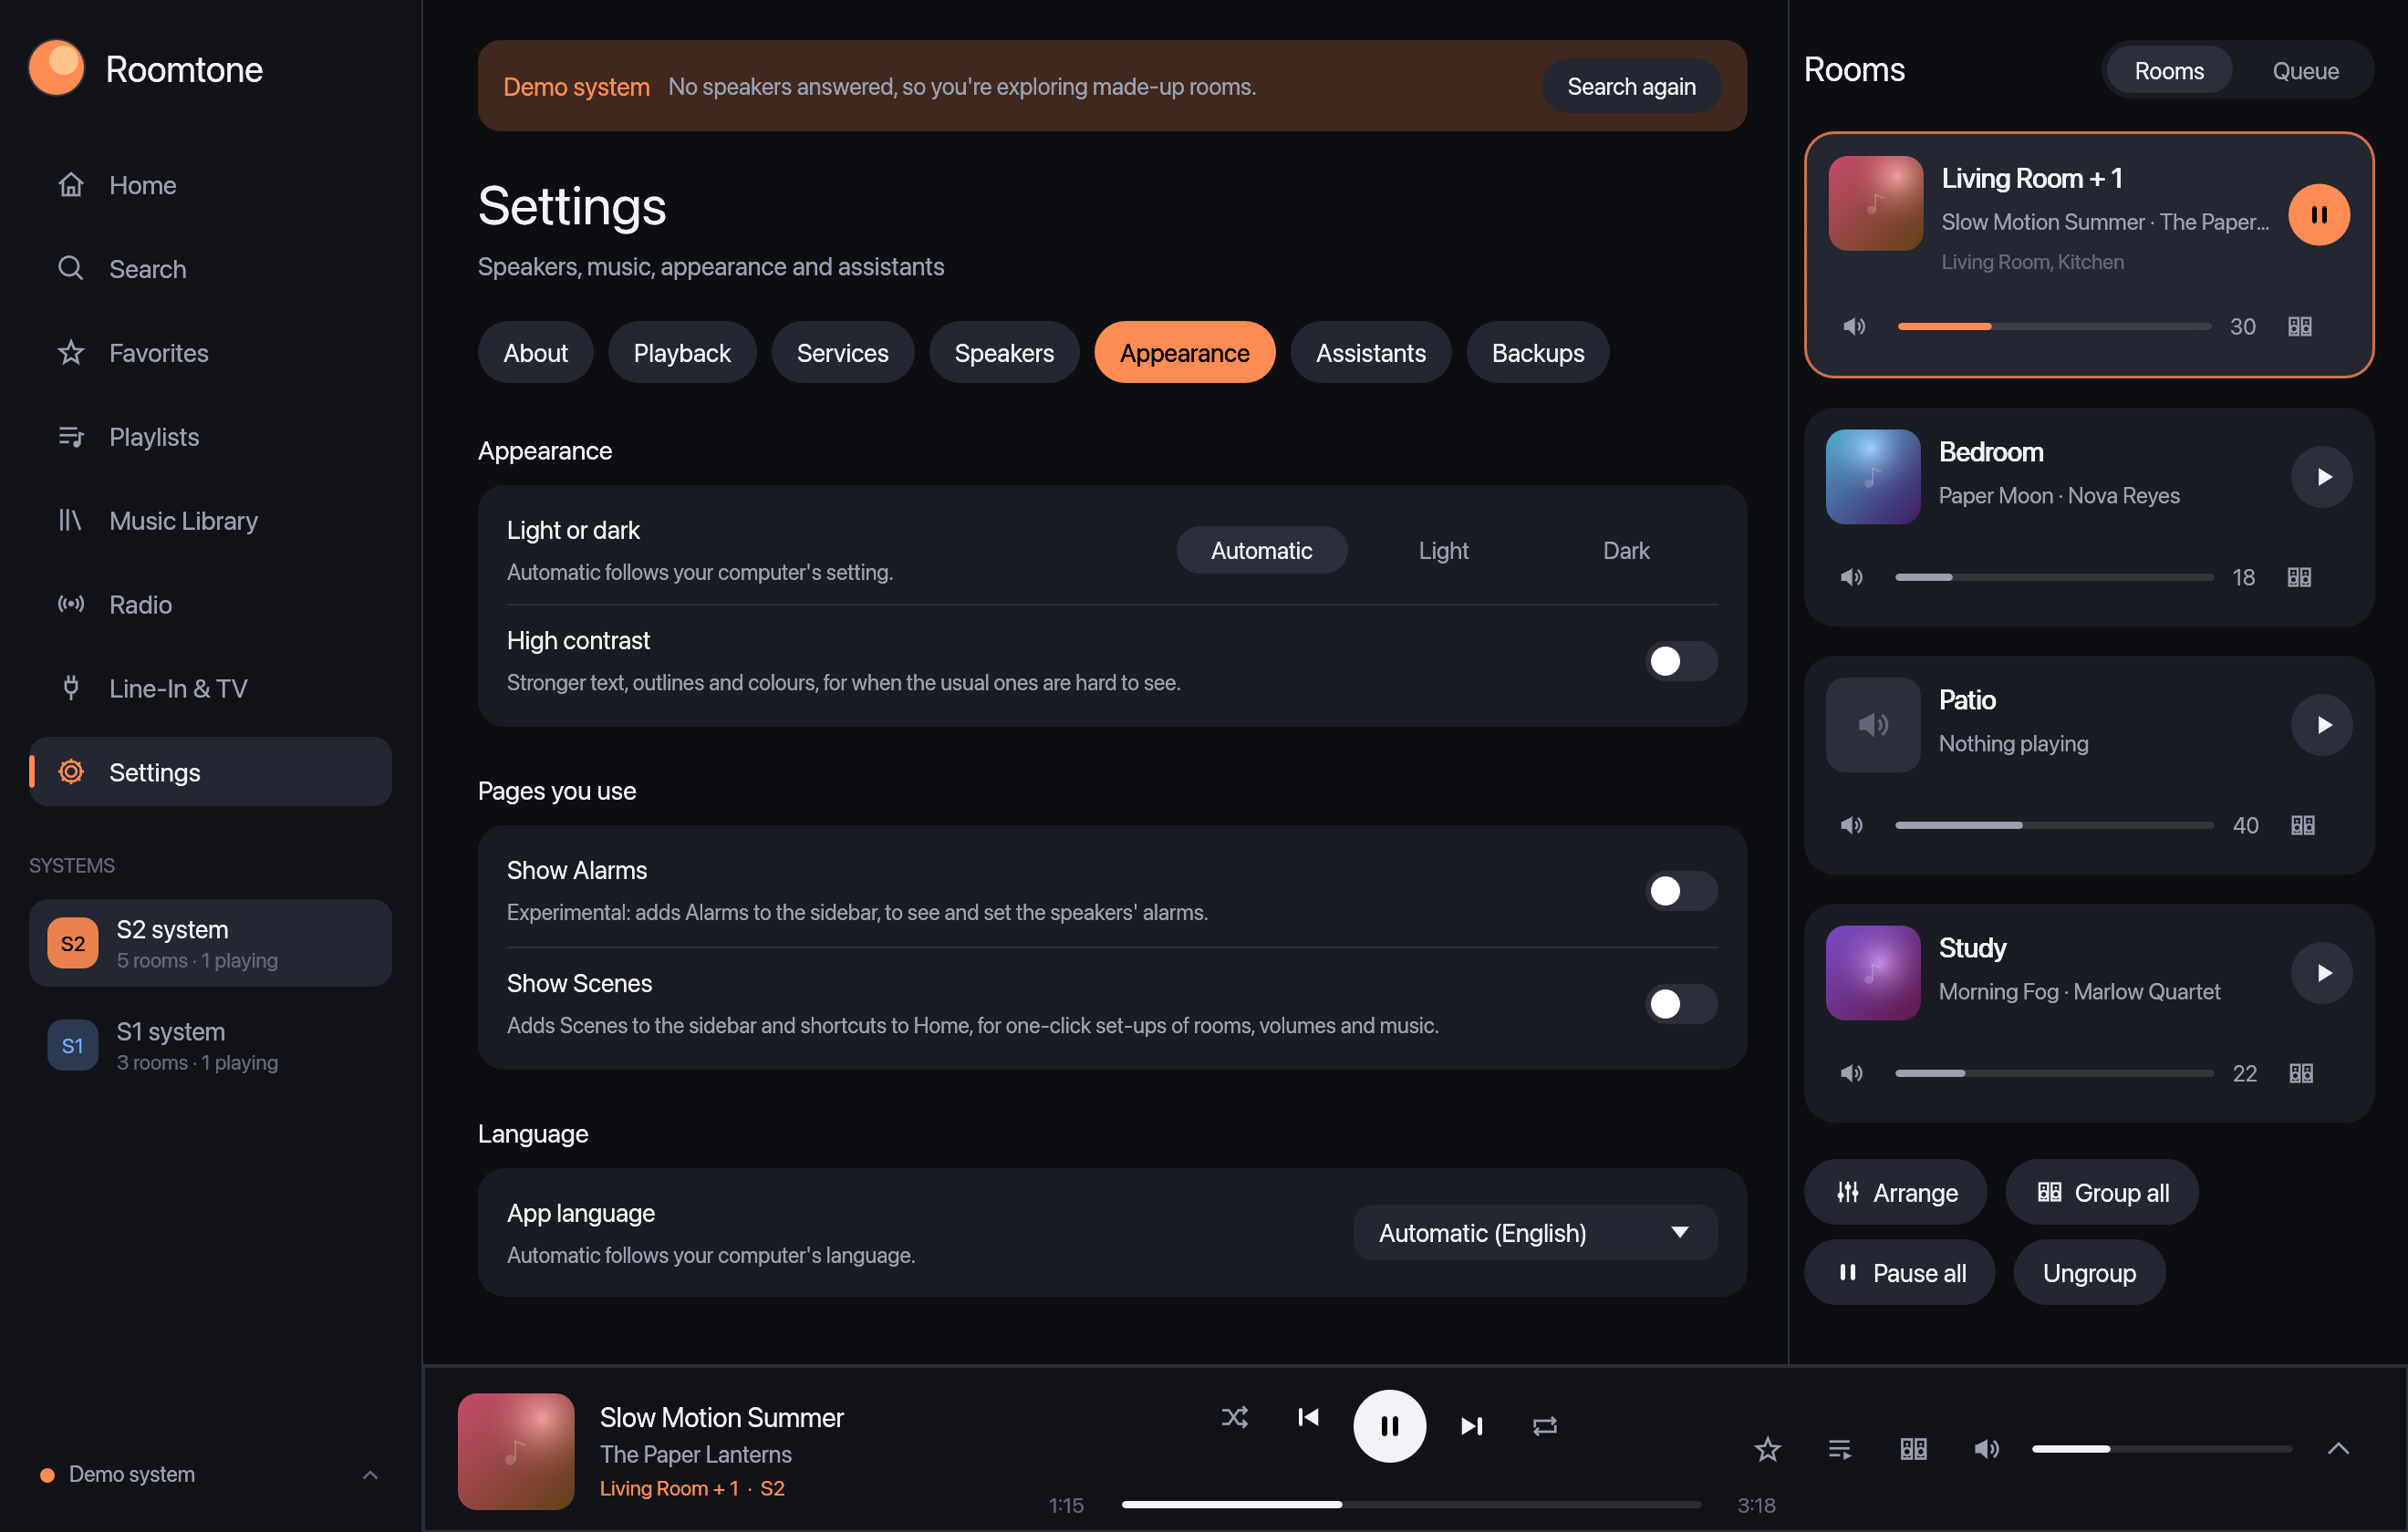 Roomtone
Home
Search
Favorites
Playlists
Music Library
Radio
Line-In & TV
Settings
SYSTEMS
S2
S2 system
5 rooms · 1 playing
S1
S1 system
3 rooms · 1 playing
Demo system
Demo system No speakers answered, so you're exploring made-up rooms. Search again
Settings
Speakers, music, appearance and assistants
About Playback Services Speakers Appearance Assistants Backups
Appearance
Light or dark
Automatic follows your computer's setting.
Automatic Light Dark
High contrast
Stronger text, outlines and colours, for when the usual ones are hard to see.
Pages you use
Show Alarms
Experimental: adds Alarms to the sidebar, to see and set the speakers' alarms.
Show Scenes
Adds Scenes to the sidebar and shortcuts to Home, for one-click set-ups of rooms, volumes and music.
Language
App language
Automatic follows your computer's language.
Automatic (English)
Rooms
Rooms Queue
Living Room + 1
Slow Motion Summer · The Paper...
Living Room, Kitchen
30
Bedroom
Paper Moon · Nova Reyes
18
Patio
Nothing playing
40
Study
Morning Fog · Marlow Quartet
22
Arrange Group all
Pause all Ungroup
Slow Motion Summer
The Paper Lanterns
Living Room + 1 · S2
1:15 3:18